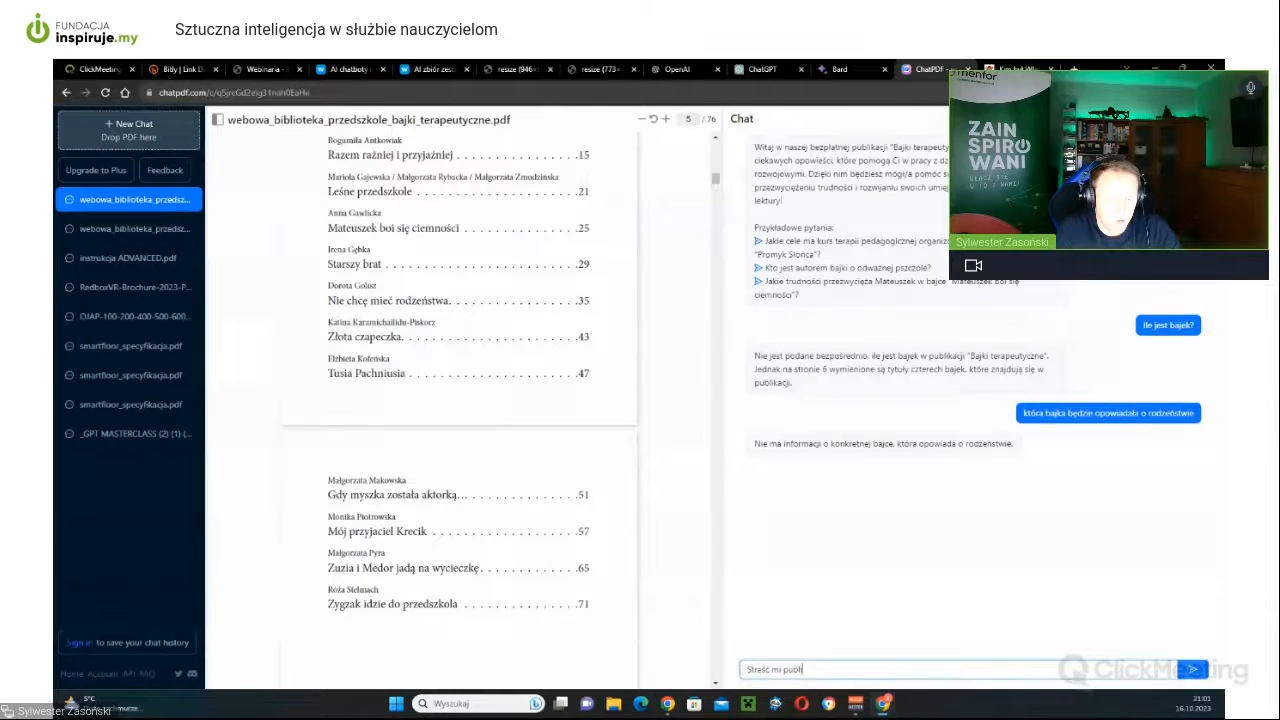 FUNDACJA
inspiruje.my
Sztuczna inteligencja w służbie nauczycielom
ClickMeeting
Bitly | Link D
Webinaria -
AI chatboty
AI zbiór zest
resize (946×
resize (773×
OpenAI
ChatGPT
Bard
ChatPDF
New Chat
Drop PDF here
Upgrade to Plus
Feedback
webowa_biblioteka_przedsz...
webowa_biblioteka_przedsz...
instrukcja ADVANCED.pdf
RedboxVR-Brochure-2023-P...
OJAP-100-200-400-500-600...
smartfloor_specyfikacja.pdf
smartfloor_specyfikacja.pdf
smartfloor_specyfikacja.pdf
_GPT MASTERCLASS (2) (1) (...
Sign in to save your chat history
Home Account API FAQ
webowa_biblioteka_przedszkole_bajki_terapeutyczne.pdf
5 / 76
Bogumiła Antkowiak
Razem raźniej i przyjaźniej . . . . . . . . . . . . . .15
Mariola Gajewska / Małgorzata Rybacka / Małgorzata Żmudzińska
Leśne przedszkole . . . . . . . . . . . . . . . . . . .21
Anna Gawlicka
Mateuszek boi się ciemności . . . . . . . . . . . . . .25
Irena Gębka
Starszy brat . . . . . . . . . . . . . . . . . . . . . .29
Dorota Golosz
Nie chcę mieć rodzeństwa. . . . . . . . . . . . . . .35
Katina Karamichailidu-Piskorz
Złota czapeczka. . . . . . . . . . . . . . . . . . . .43
Elżbieta Koleńska
Tusia Pachniusia . . . . . . . . . . . . . . . . . . .47
Małgorzata Makowska
Gdy myszka została aktorką... . . . . . . . . . . . .51
Monika Piotrowska
Mój przyjaciel Krecik . . . . . . . . . . . . . . . .57
Małgorzata Pyra
Zuzia i Medor jadą na wycieczkę. . . . . . . . . . .65
Róża Stelmach
Zygzak idzie do przedszkola . . . . . . . . . . . . .71
Chat
Witaj w naszej bezpłatnej publikacji "Bajki terapeuty
ciekawych opowieści, które pomogą Ci w pracy z dz
rozwojowymi. Dzięki nim będziesz mógł/a pomóc s
przezwyciężeniu trudności i rozwijaniu swoich umiej
lektury!
Przykładowe pytania:
Jakie cele ma kurs terapii pedagogicznej organizo
"Promyk Słońca"?
Kto jest autorem bajki o odważnej pszczole?
Jakie trudności przezwycięża Mateuszek w bajce "Mateuszek boi się
ciemności"?
Ile jest bajek?
Nie jest podane bezpośrednio, ile jest bajek w publikacji "Bajki terapeutyczne".
Jednak na stronie 6 wymienione są tytuły czterech bajek, które znajdują się w
publikacji.
która bajka będzie opowiadała o rodzeństwie
Nie ma informacji o konkretnej bajce, która opowiada o rodzeństwie.
Streść mi publi
ClickMeeting
mentor
ZAIN
SPIRO
WANI
Sylwester Zasoński
5°C
Wyszukaj
21:01
16.10.2023
Sylwester Zasoński